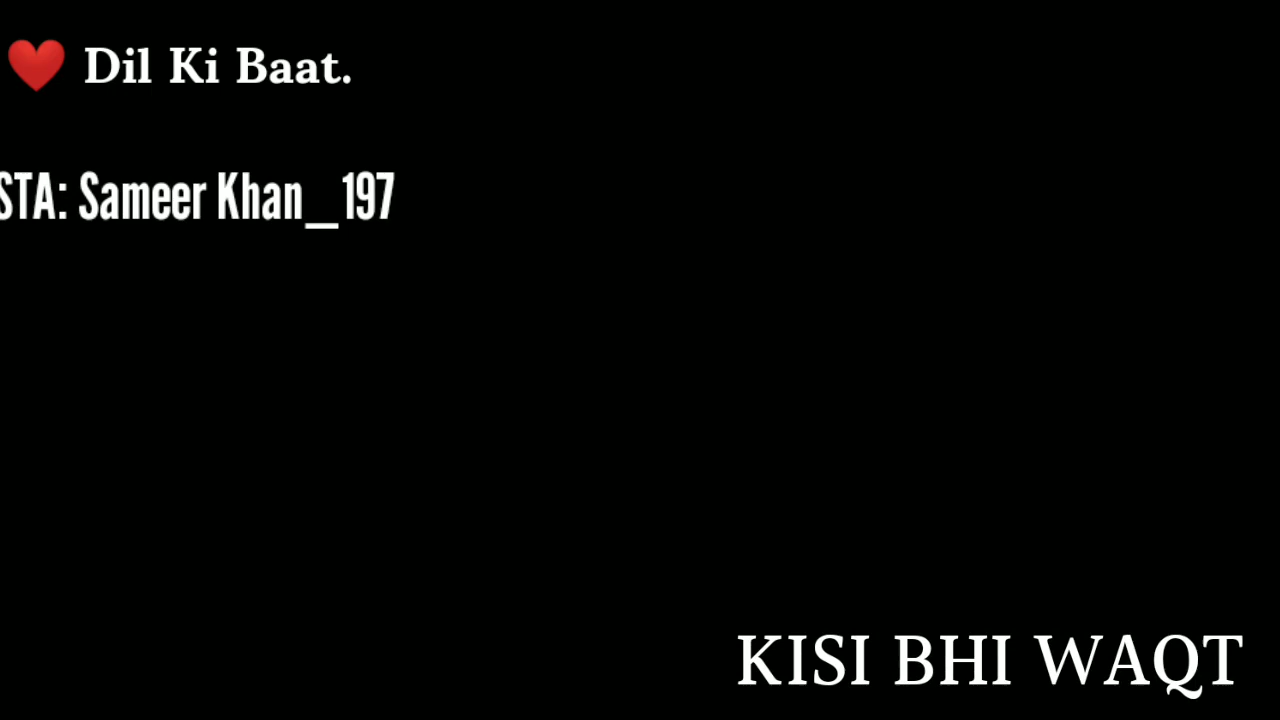 ❤️ Dil Ki Baat.
STA: Sameer Khan_197
KISI BHI WAQT